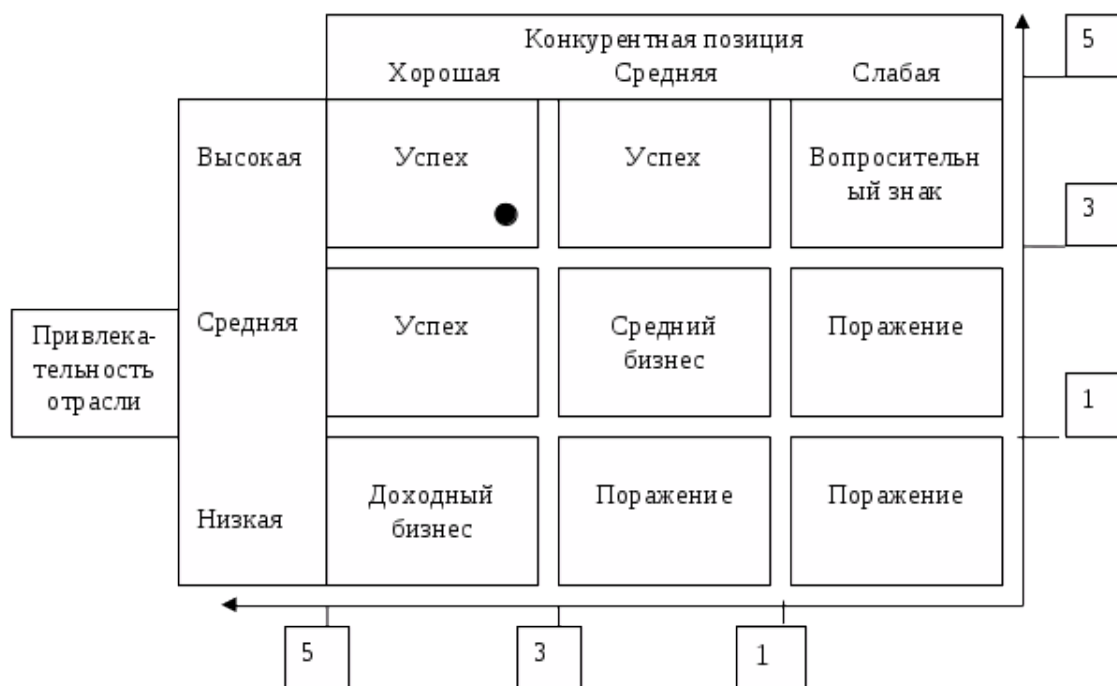 Конкурентная позиция
Хорошая Средняя Слабая
5
Высокая
Успех
Успех
Вопросительн
ый знак
3
Привлека-
тельность
отрасли
Средняя
Успех
Средний
бизнес
Поражение
1
Низкая
Доходный
бизнес
Поражение
Поражение
5
3
1